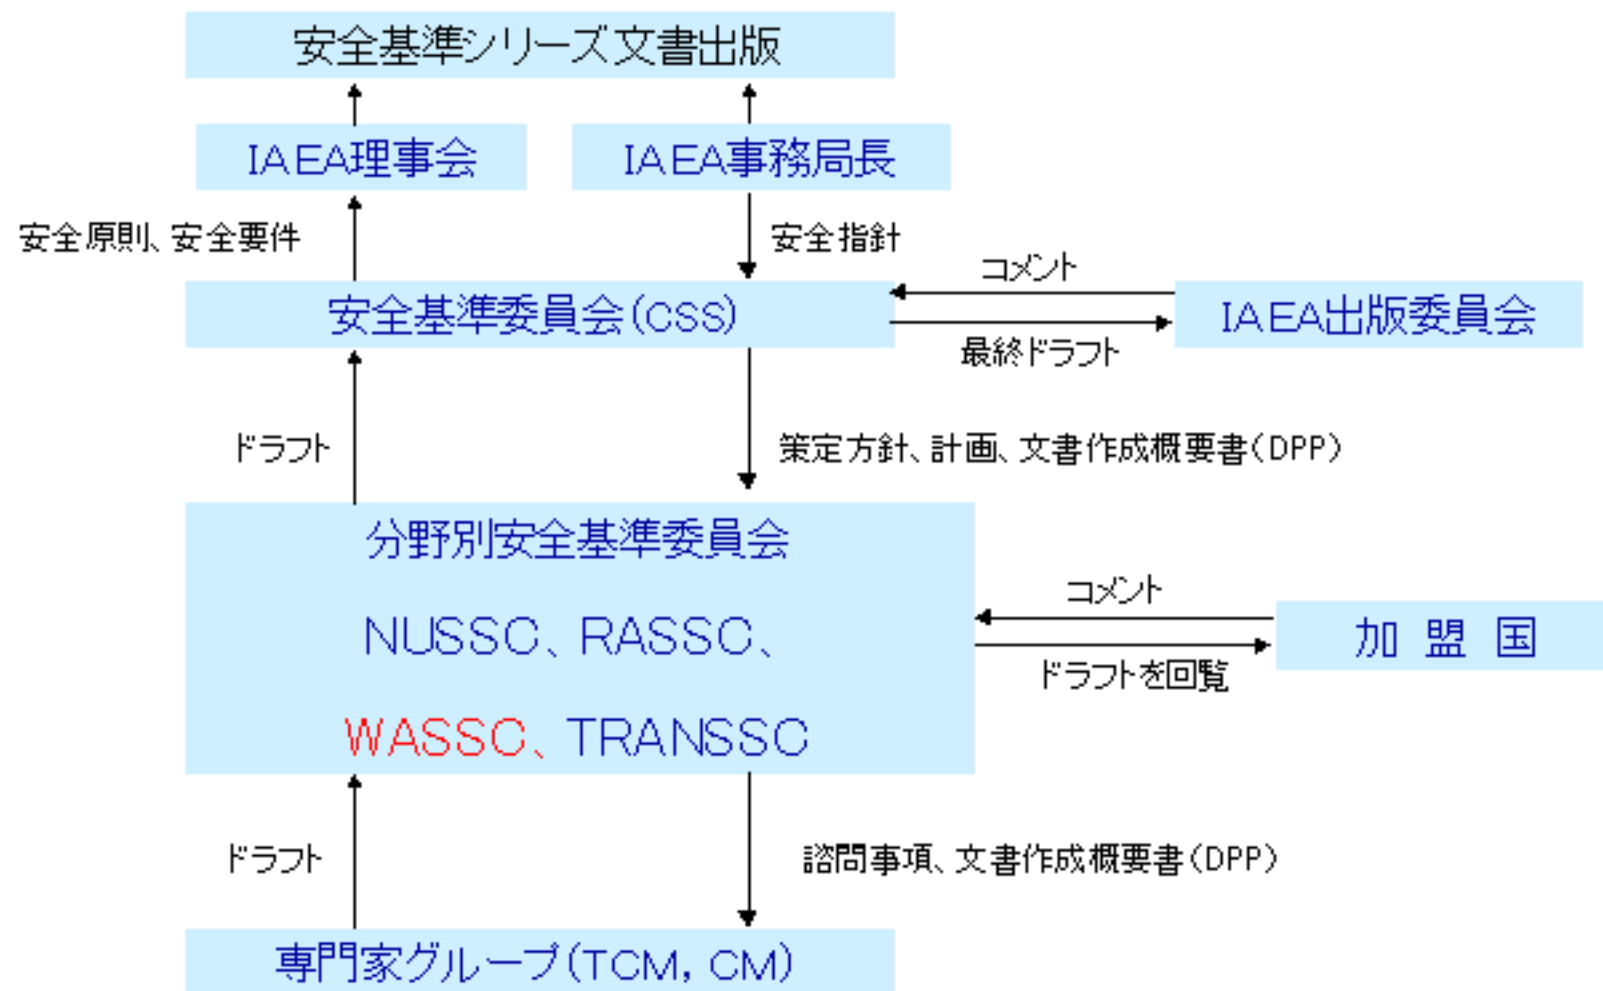 安全基準シリーズ文書出版
IAEA理事会
IAEA事務局長
安全原則、安全要件
安全指針
コメント
安全基準委員会(CSS)
IAEA出版委員会
最終ドラフト
ドラフト
策定方針、計画、文書作成概要書(DPP)
分野別安全基準委員会
コメント
NUSSC、RASSC、
加 盟 国
ドラフトを回覧
WASSC、TRANSSC
ドラフト
諮問事項、文書作成概要書(DPP)
専門家グループ(TCM, CM)